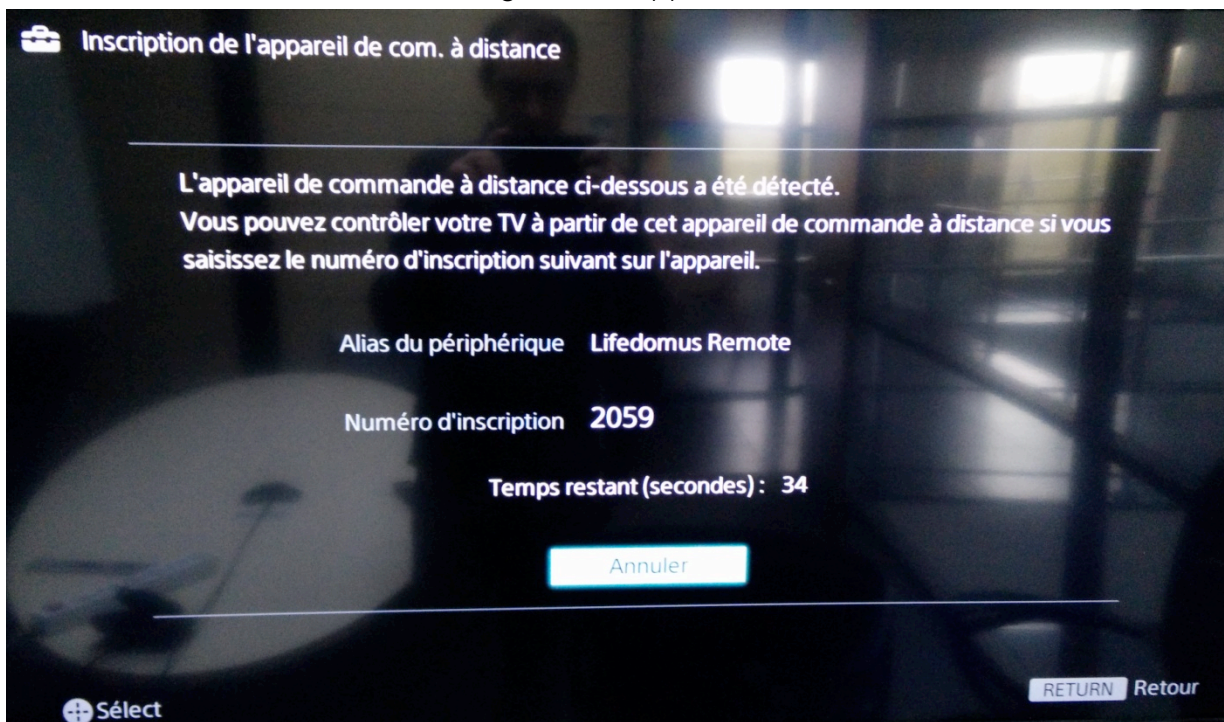 Inscription de l'appareil de com. à distance
L'appareil de commande à distance ci-dessous a été détecté.
Vous pouvez contrôler votre TV à partir de cet appareil de commande à distance si vous
saisissez le numéro d'inscription suivant sur l'appareil.
Alias du périphérique Lifedomus Remote
Numéro d'inscription 2059
Temps restant (secondes) : 34
Annuler
Sélect
RETURN Retour